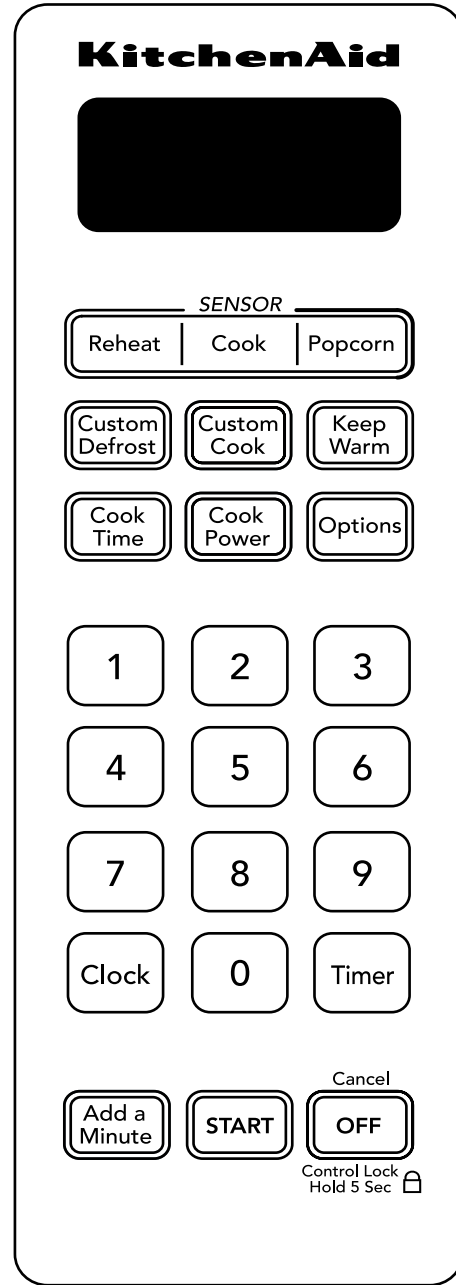 KitchenAid
SENSOR
Reheat Cook Popcorn
Custom Defrost
Custom Cook
Keep Warm
Cook Time
Cook Power
Options
1 2 3
4 5 6
7 8 9
Clock 0 Timer
Cancel
Add a Minute
START
OFF
Control Lock
Hold 5 Sec